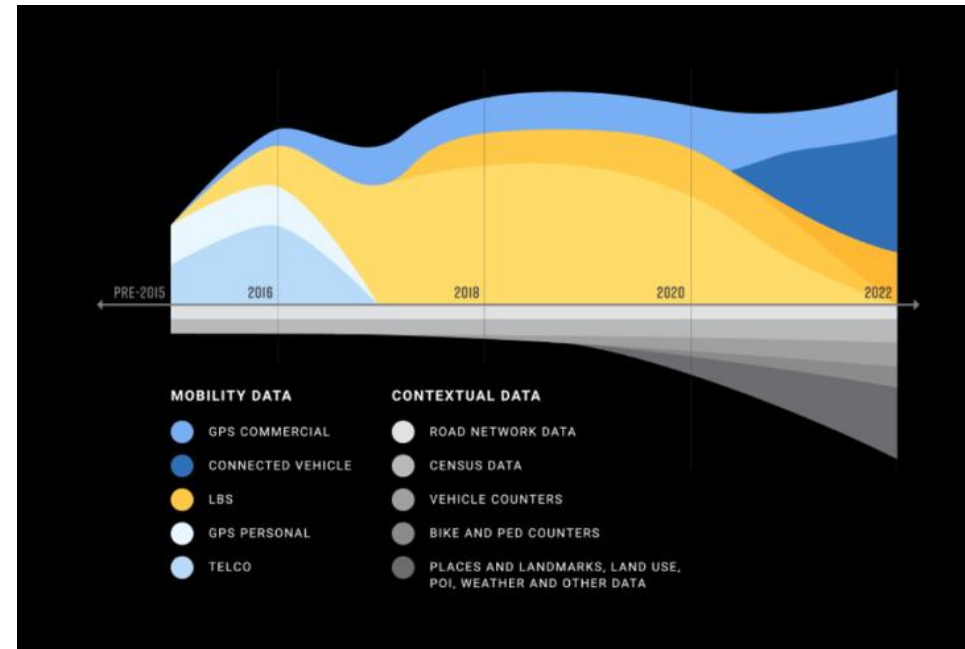 PRE-2015
2016
2018
2020
2022
MOBILITY DATA
GPS COMMERCIAL
CONNECTED VEHICLE
LBS
GPS PERSONAL
TELCO
CONTEXTUAL DATA
ROAD NETWORK DATA
CENSUS DATA
VEHICLE COUNTERS
BIKE AND PED COUNTERS
PLACES AND LANDMARKS, LAND USE,
POI, WEATHER AND OTHER DATA